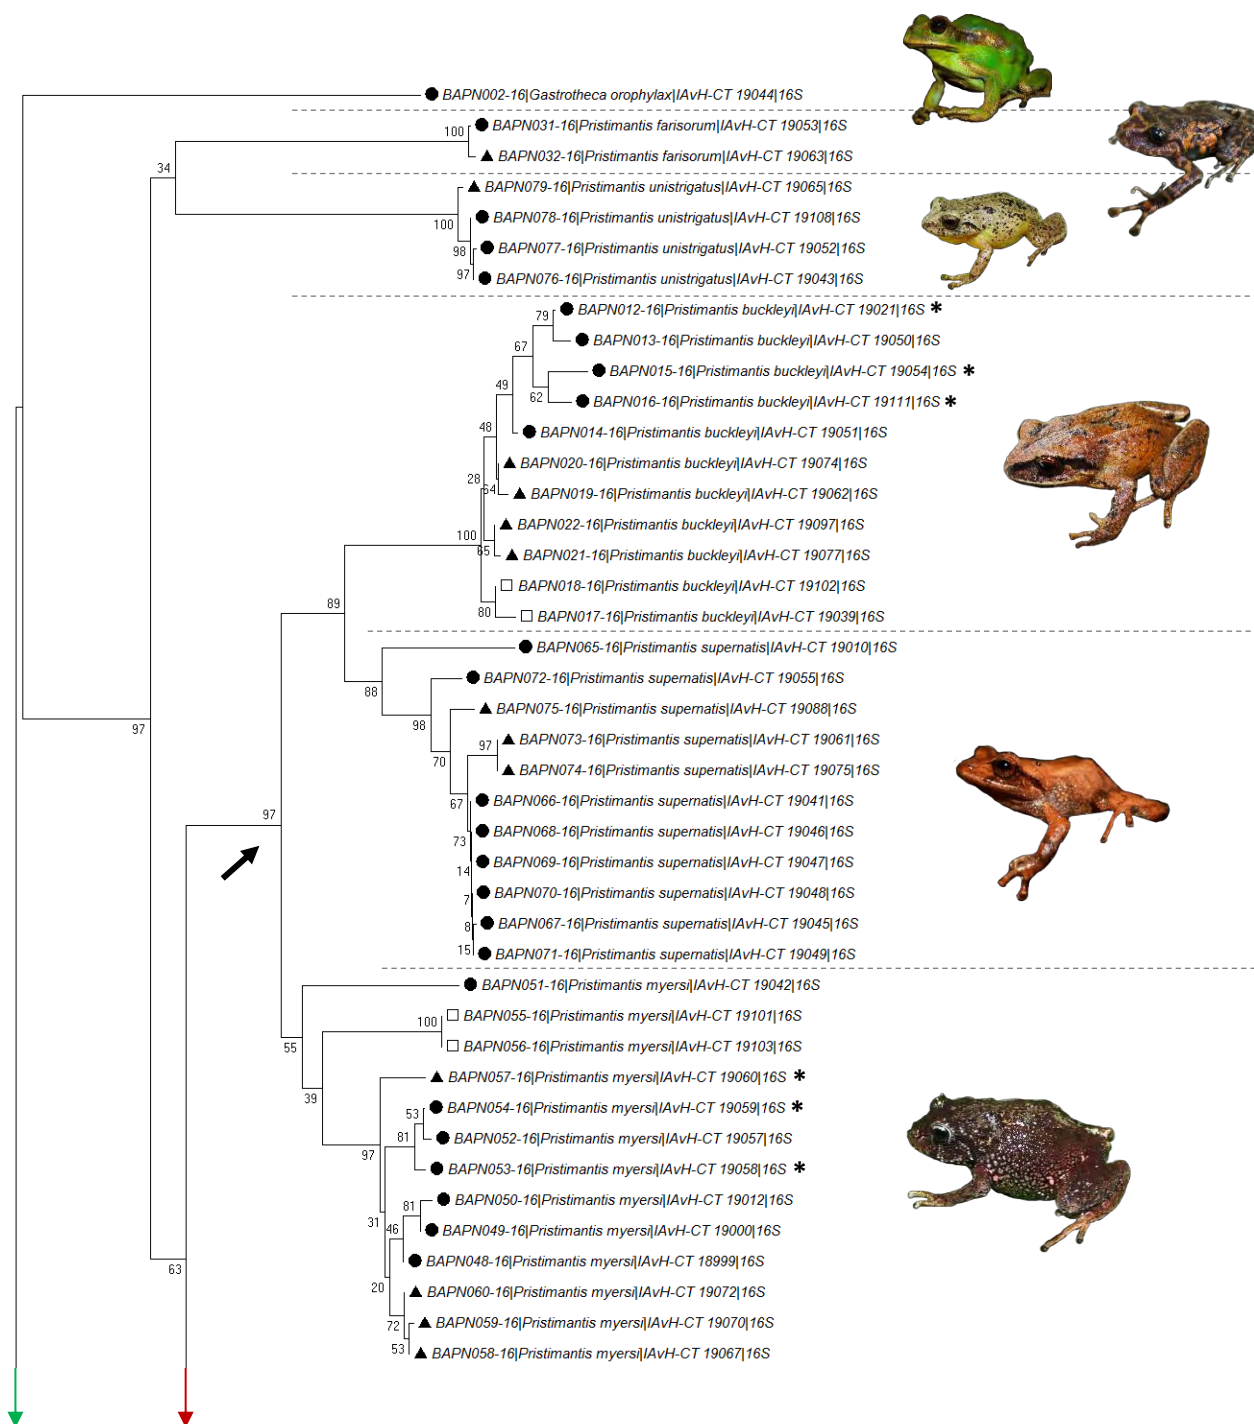 BAPN002-16|Gastrotheca orophylax|IAvH-CT 19044|16S
BAPN031-16|Pristimantis farisorum|IAvH-CT 19053|16S
100
BAPN032-16|Pristimantis farisorum|IAvH-CT 19063|16S
34
BAPN079-16|Pristimantis unistrigatus|IAvH-CT 19065|16S
BAPN078-16|Pristimantis unistrigatus|IAvH-CT 19108|16S
100
BAPN077-16|Pristimantis unistrigatus|IAvH-CT 19052|16S
98
97
BAPN076-16|Pristimantis unistrigatus|IAvH-CT 19043|16S
BAPN012-16|Pristimantis buckleyi|IAvH-CT 19021|16S *
79
BAPN013-16|Pristimantis buckleyi|IAvH-CT 19050|16S
67
BAPN015-16|Pristimantis buckleyi|IAvH-CT 19054|16S *
49
62
BAPN016-16|Pristimantis buckleyi|IAvH-CT 19111|16S *
48
BAPN014-16|Pristimantis buckleyi|IAvH-CT 19051|16S
BAPN020-16|Pristimantis buckleyi|IAvH-CT 19074|16S
28
64
BAPN019-16|Pristimantis buckleyi|IAvH-CT 19062|16S
BAPN022-16|Pristimantis buckleyi|IAvH-CT 19097|16S
100
65
BAPN021-16|Pristimantis buckleyi|IAvH-CT 19077|16S
BAPN018-16|Pristimantis buckleyi|IAvH-CT 19102|16S
89
80
BAPN017-16|Pristimantis buckleyi|IAvH-CT 19039|16S
BAPN065-16|Pristimantis supernatis|IAvH-CT 19010|16S
BAPN072-16|Pristimantis supernatis|IAvH-CT 19055|16S
88
BAPN075-16|Pristimantis supernatis|IAvH-CT 19088|16S
97
98
BAPN073-16|Pristimantis supernatis|IAvH-CT 19061|16S
97
70
BAPN074-16|Pristimantis supernatis|IAvH-CT 19075|16S
BAPN066-16|Pristimantis supernatis|IAvH-CT 19041|16S
67
97
BAPN068-16|Pristimantis supernatis|IAvH-CT 19046|16S
73
BAPN069-16|Pristimantis supernatis|IAvH-CT 19047|16S
14
BAPN070-16|Pristimantis supernatis|IAvH-CT 19048|16S
7
BAPN067-16|Pristimantis supernatis|IAvH-CT 19045|16S
8
15
BAPN071-16|Pristimantis supernatis|IAvH-CT 19049|16S
BAPN051-16|Pristimantis myersi|IAvH-CT 19042|16S
BAPN055-16|Pristimantis myersi|IAvH-CT 19101|16S
100
55
BAPN056-16|Pristimantis myersi|IAvH-CT 19103|16S
BAPN057-16|Pristimantis myersi|IAvH-CT 19060|16S *
39
BAPN054-16|Pristimantis myersi|IAvH-CT 19059|16S *
53
81
BAPN052-16|Pristimantis myersi|IAvH-CT 19057|16S
97
BAPN053-16|Pristimantis myersi|IAvH-CT 19058|16S *
BAPN050-16|Pristimantis myersi|IAvH-CT 19012|16S
81
31
46
BAPN049-16|Pristimantis myersi|IAvH-CT 19000|16S
63
BAPN048-16|Pristimantis myersi|IAvH-CT 18999|16S
20
BAPN060-16|Pristimantis myersi|IAvH-CT 19072|16S
72
BAPN059-16|Pristimantis myersi|IAvH-CT 19070|16S
53
BAPN058-16|Pristimantis myersi|IAvH-CT 19067|16S